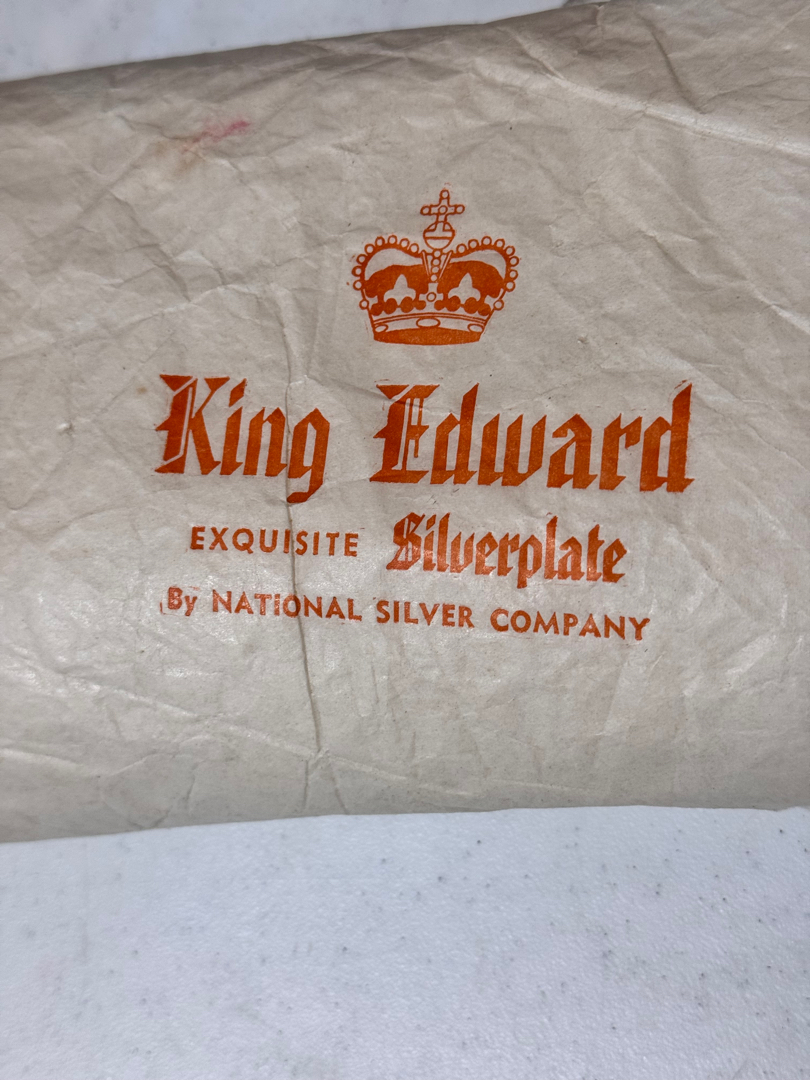 King Edward
EXQUISITE Silverplate
By NATIONAL SILVER COMPANY